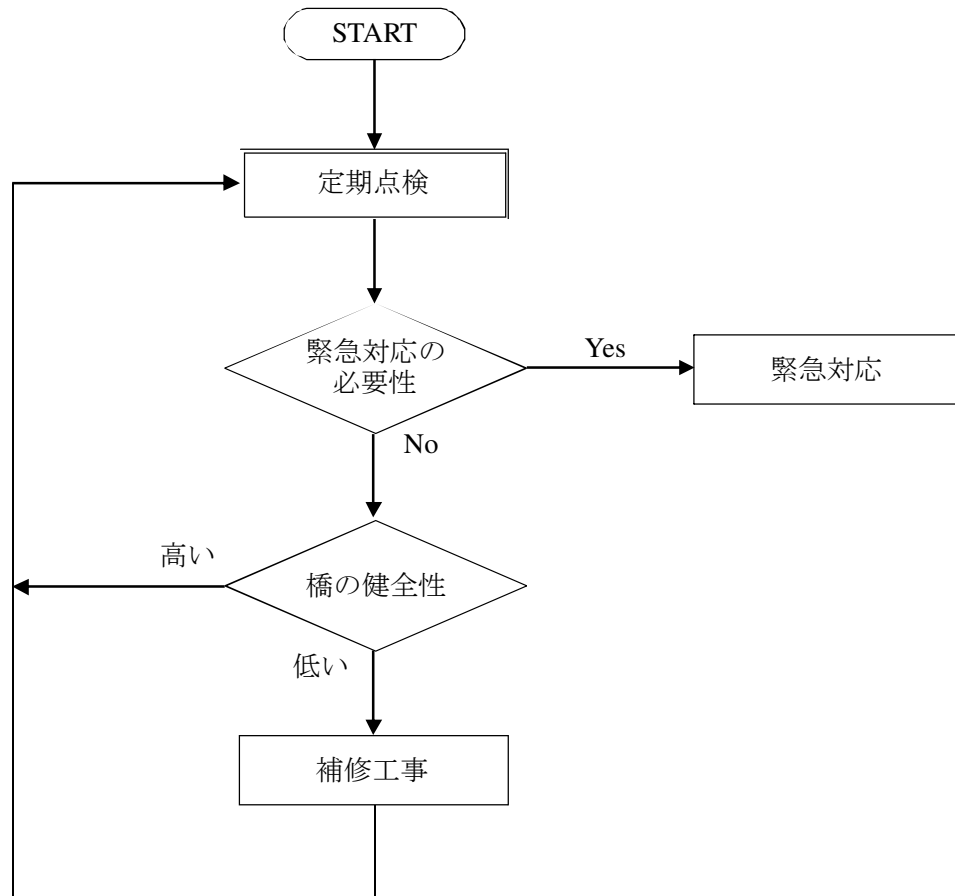 START
定期点検
緊急対応の
必要性
Yes
緊急対応
No
高い
橋の健全性
低い
補修工事